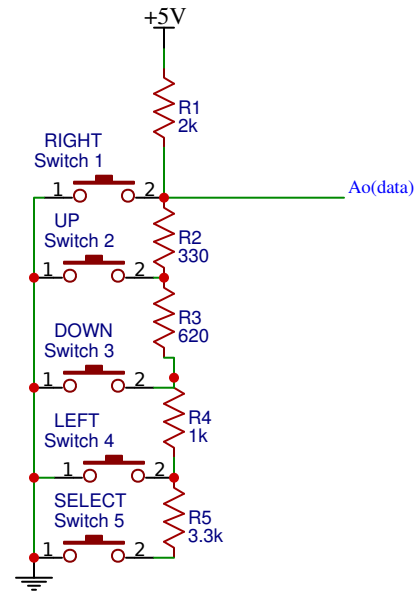 +5V
R1
2k
RIGHT
Switch 1
1 2
Ao(data)
UP
Switch 2
R2
330
1 2
R3
620
DOWN
Switch 3
1 2
R4
1k
LEFT
Switch 4
1 2
SELECT
Switch 5
R5
3.3k
1 2